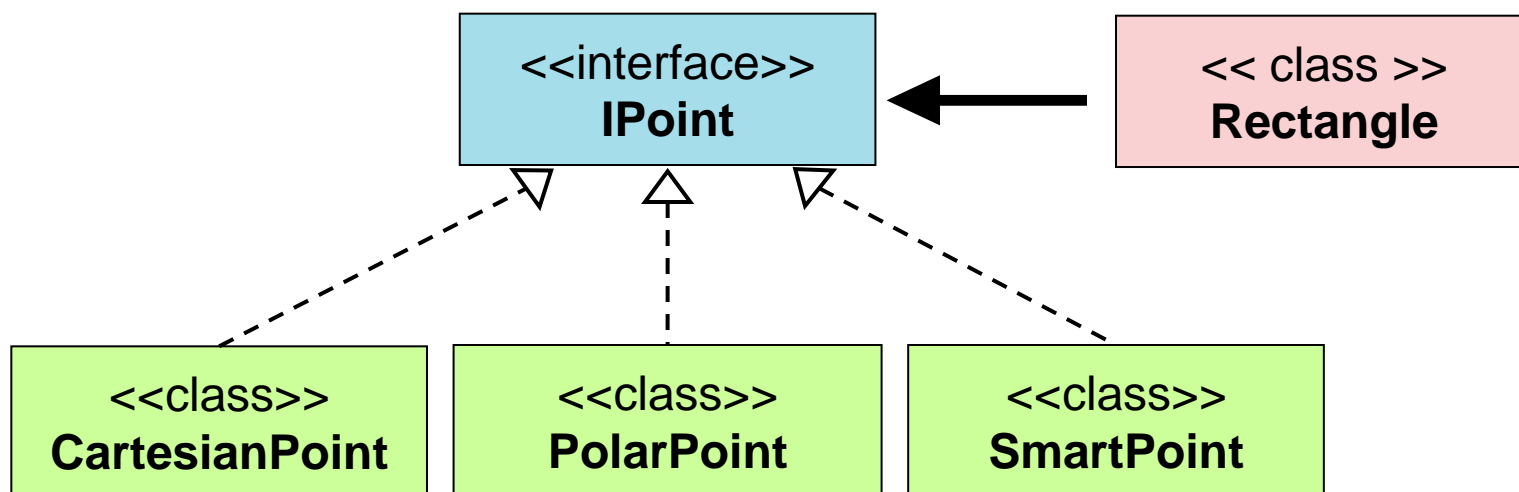 <<interface>>
IPoint
<< class >>
Rectangle
<<class>>
CartesianPoint
<<class>>
PolarPoint
<<class>>
SmartPoint